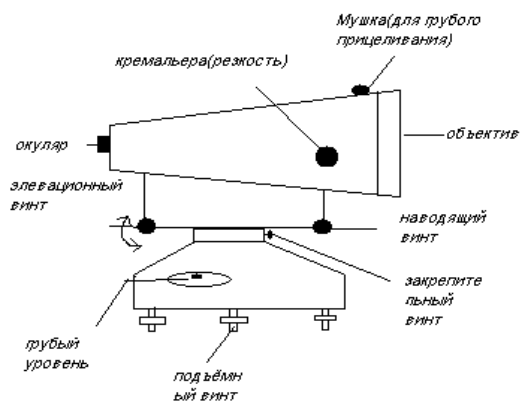 Мушка(для грубого
прицеливания)
кремальера(резкость)
окуляр
объектив
элевационный
винт
наводящий
винт
закрепите
льный
винт
грубый
уровень
подъёмн
ый винт